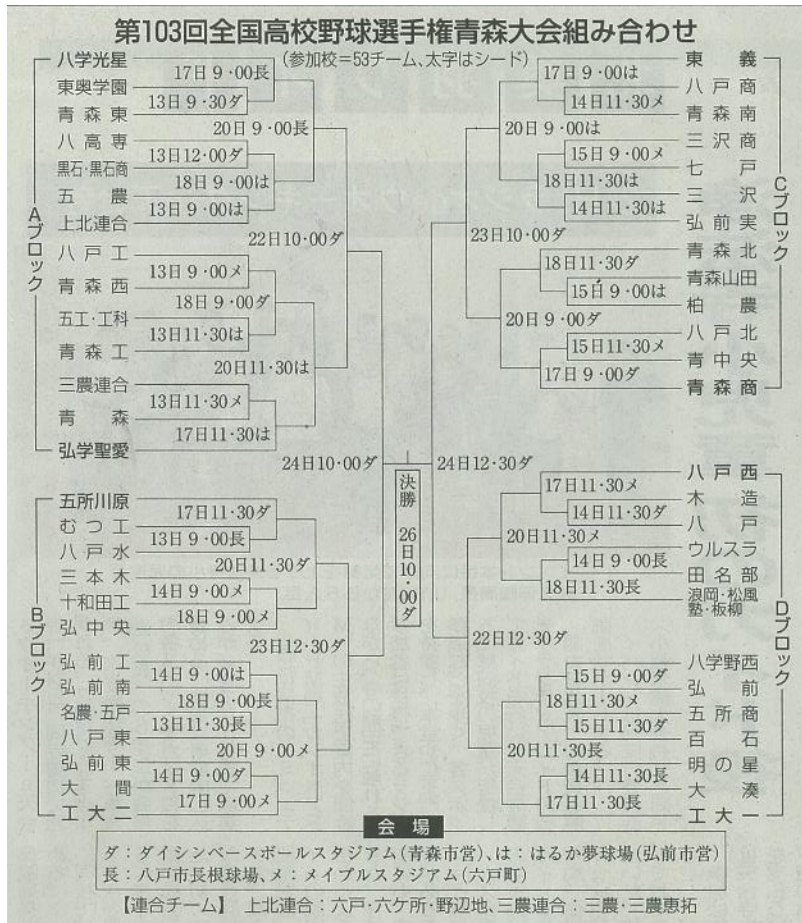 第103回全国高校野球選手権青森大会組み合わせ
(参加校=53チーム、太字はシード)
Aブロック
八学光星
17日9・00長
東奥学園
13日9・30ダ
青森東
20日9・00長
八高専
13日12・00ダ
黒石・黒石商
18日9・00は
五農
13日9・00は
上北連合
22日10・00ダ
八戸工
13日9・00メ
青森西
18日9・00ダ
五工・工科
13日11・30は
青森工
20日11・30は
三農連合
13日11・30メ
青森
17日11・30は
弘学聖愛
24日10・00ダ
Bブロック
五所川原
17日11・30ダ
むつ工
13日9・00長
八戸水
20日11・30ダ
三本木
14日9・00メ
十和田工
18日9・00メ
弘中央
23日12・30ダ
弘前工
14日9・00は
弘前南
18日9・00長
名農・五戸
13日11・30長
八戸東
20日9・00メ
弘前東
14日9・00ダ
大間
17日9・00メ
工大二
決勝 26日10・00ダ
Cブロック
東義
17日9・00は
八戸商
14日11・30メ
青森南
20日9・00は
三沢商
15日9・00メ
七戸
18日11・30は
三沢
14日11・30は
弘前実
23日10・00ダ
青森北
18日11・30ダ
青森山田
15日9・00は
柏農
20日9・00ダ
八戸北
15日11・30メ
青中央
17日9・00ダ
青森商
24日12・30ダ
Dブロック
八戸西
17日11・30メ
木造
14日11・30ダ
八戸
20日11・30メ
ウルスラ
14日9・00長
田名部
18日11・30長
浪岡・松風
塾・板柳
22日12・30ダ
八学野西
15日9・00ダ
弘前
18日11・30メ
五所商
15日11・30ダ
百石
20日11・30長
明の星
14日11・30長
大湊
17日11・30長
工大一
会場
ダ:ダイシンベースボールスタジアム(青森市営)、は:はるか夢球場(弘前市営)
長:八戸市長根球場、メ:メイプルスタジアム(六戸町)
【連合チーム】 上北連合:六戸・六ケ所・野辺地、三農連合:三農・三農恵拓